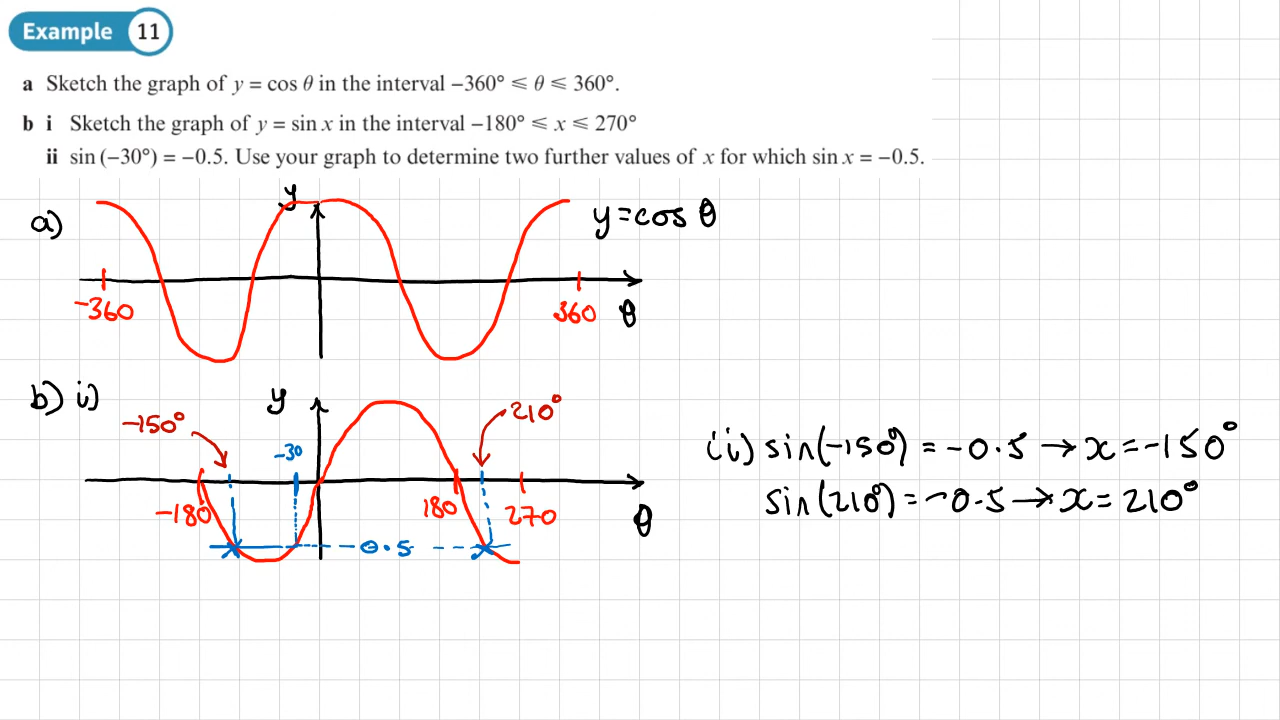 Example 11
a Sketch the graph of y = cos θ in the interval −360° ⩽ θ ⩽ 360°.
b i Sketch the graph of y = sin x in the interval −180° ⩽ x ⩽ 270°
ii sin (−30°) = −0.5. Use your graph to determine two further values of x for which sin x = −0.5.
a)
y
y=cos θ
-360
360
θ
b) i)
y
-150°
210°
-30
-180
180
270
θ
-0.5
(ii) sin(-150°) = -0.5 → x = -150°
sin(210°) = -0.5 → x = 210°